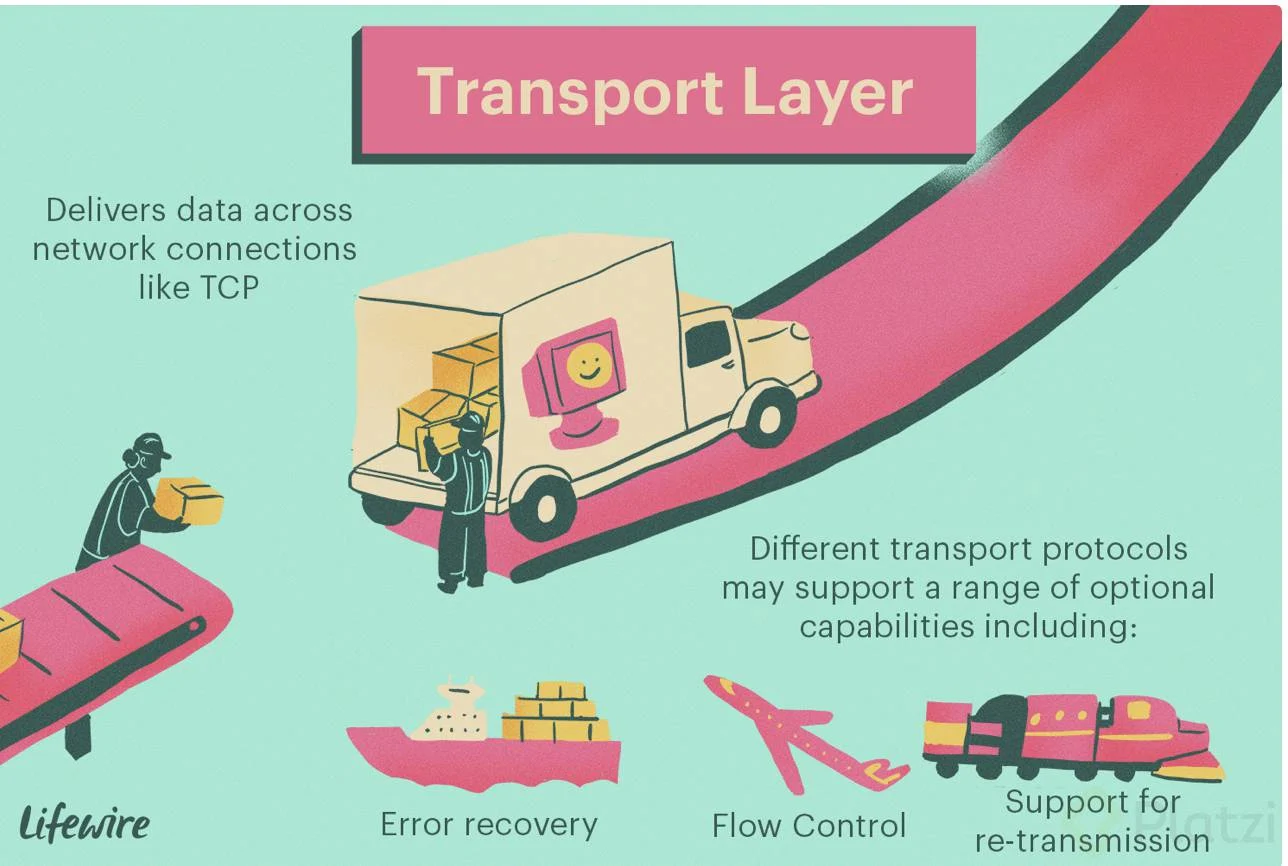 Transport Layer
Delivers data across
network connections
like TCP
Different transport protocols
may support a range of optional
capabilities including:
Error recovery
Flow Control
Support for
re-transmission
Lifewire
Platzi